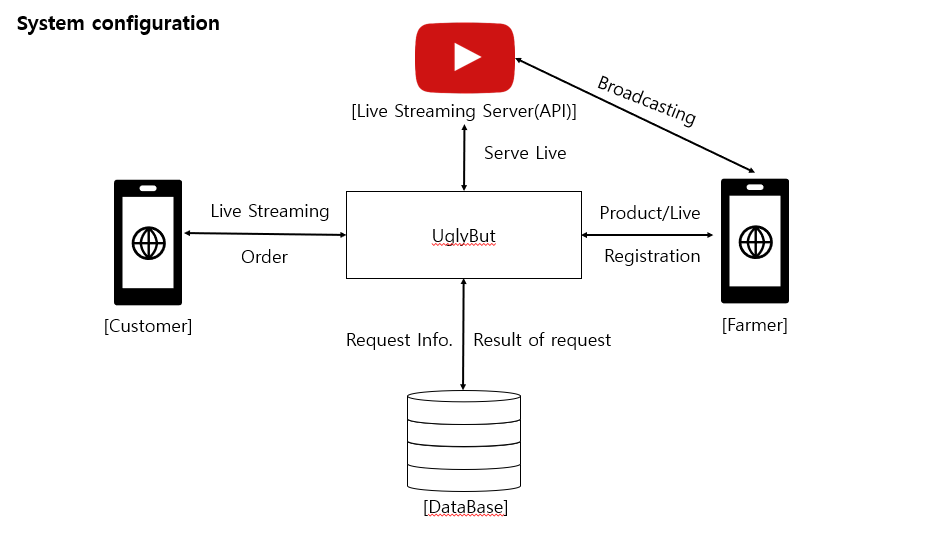 System configuration
[Live Streaming Server(API)]
Broadcasting
Serve Live
Live Streaming
Order
UglyBut
Product/Live
Registration
[Customer]
[Farmer]
Request Info.
Result of request
[DataBase]